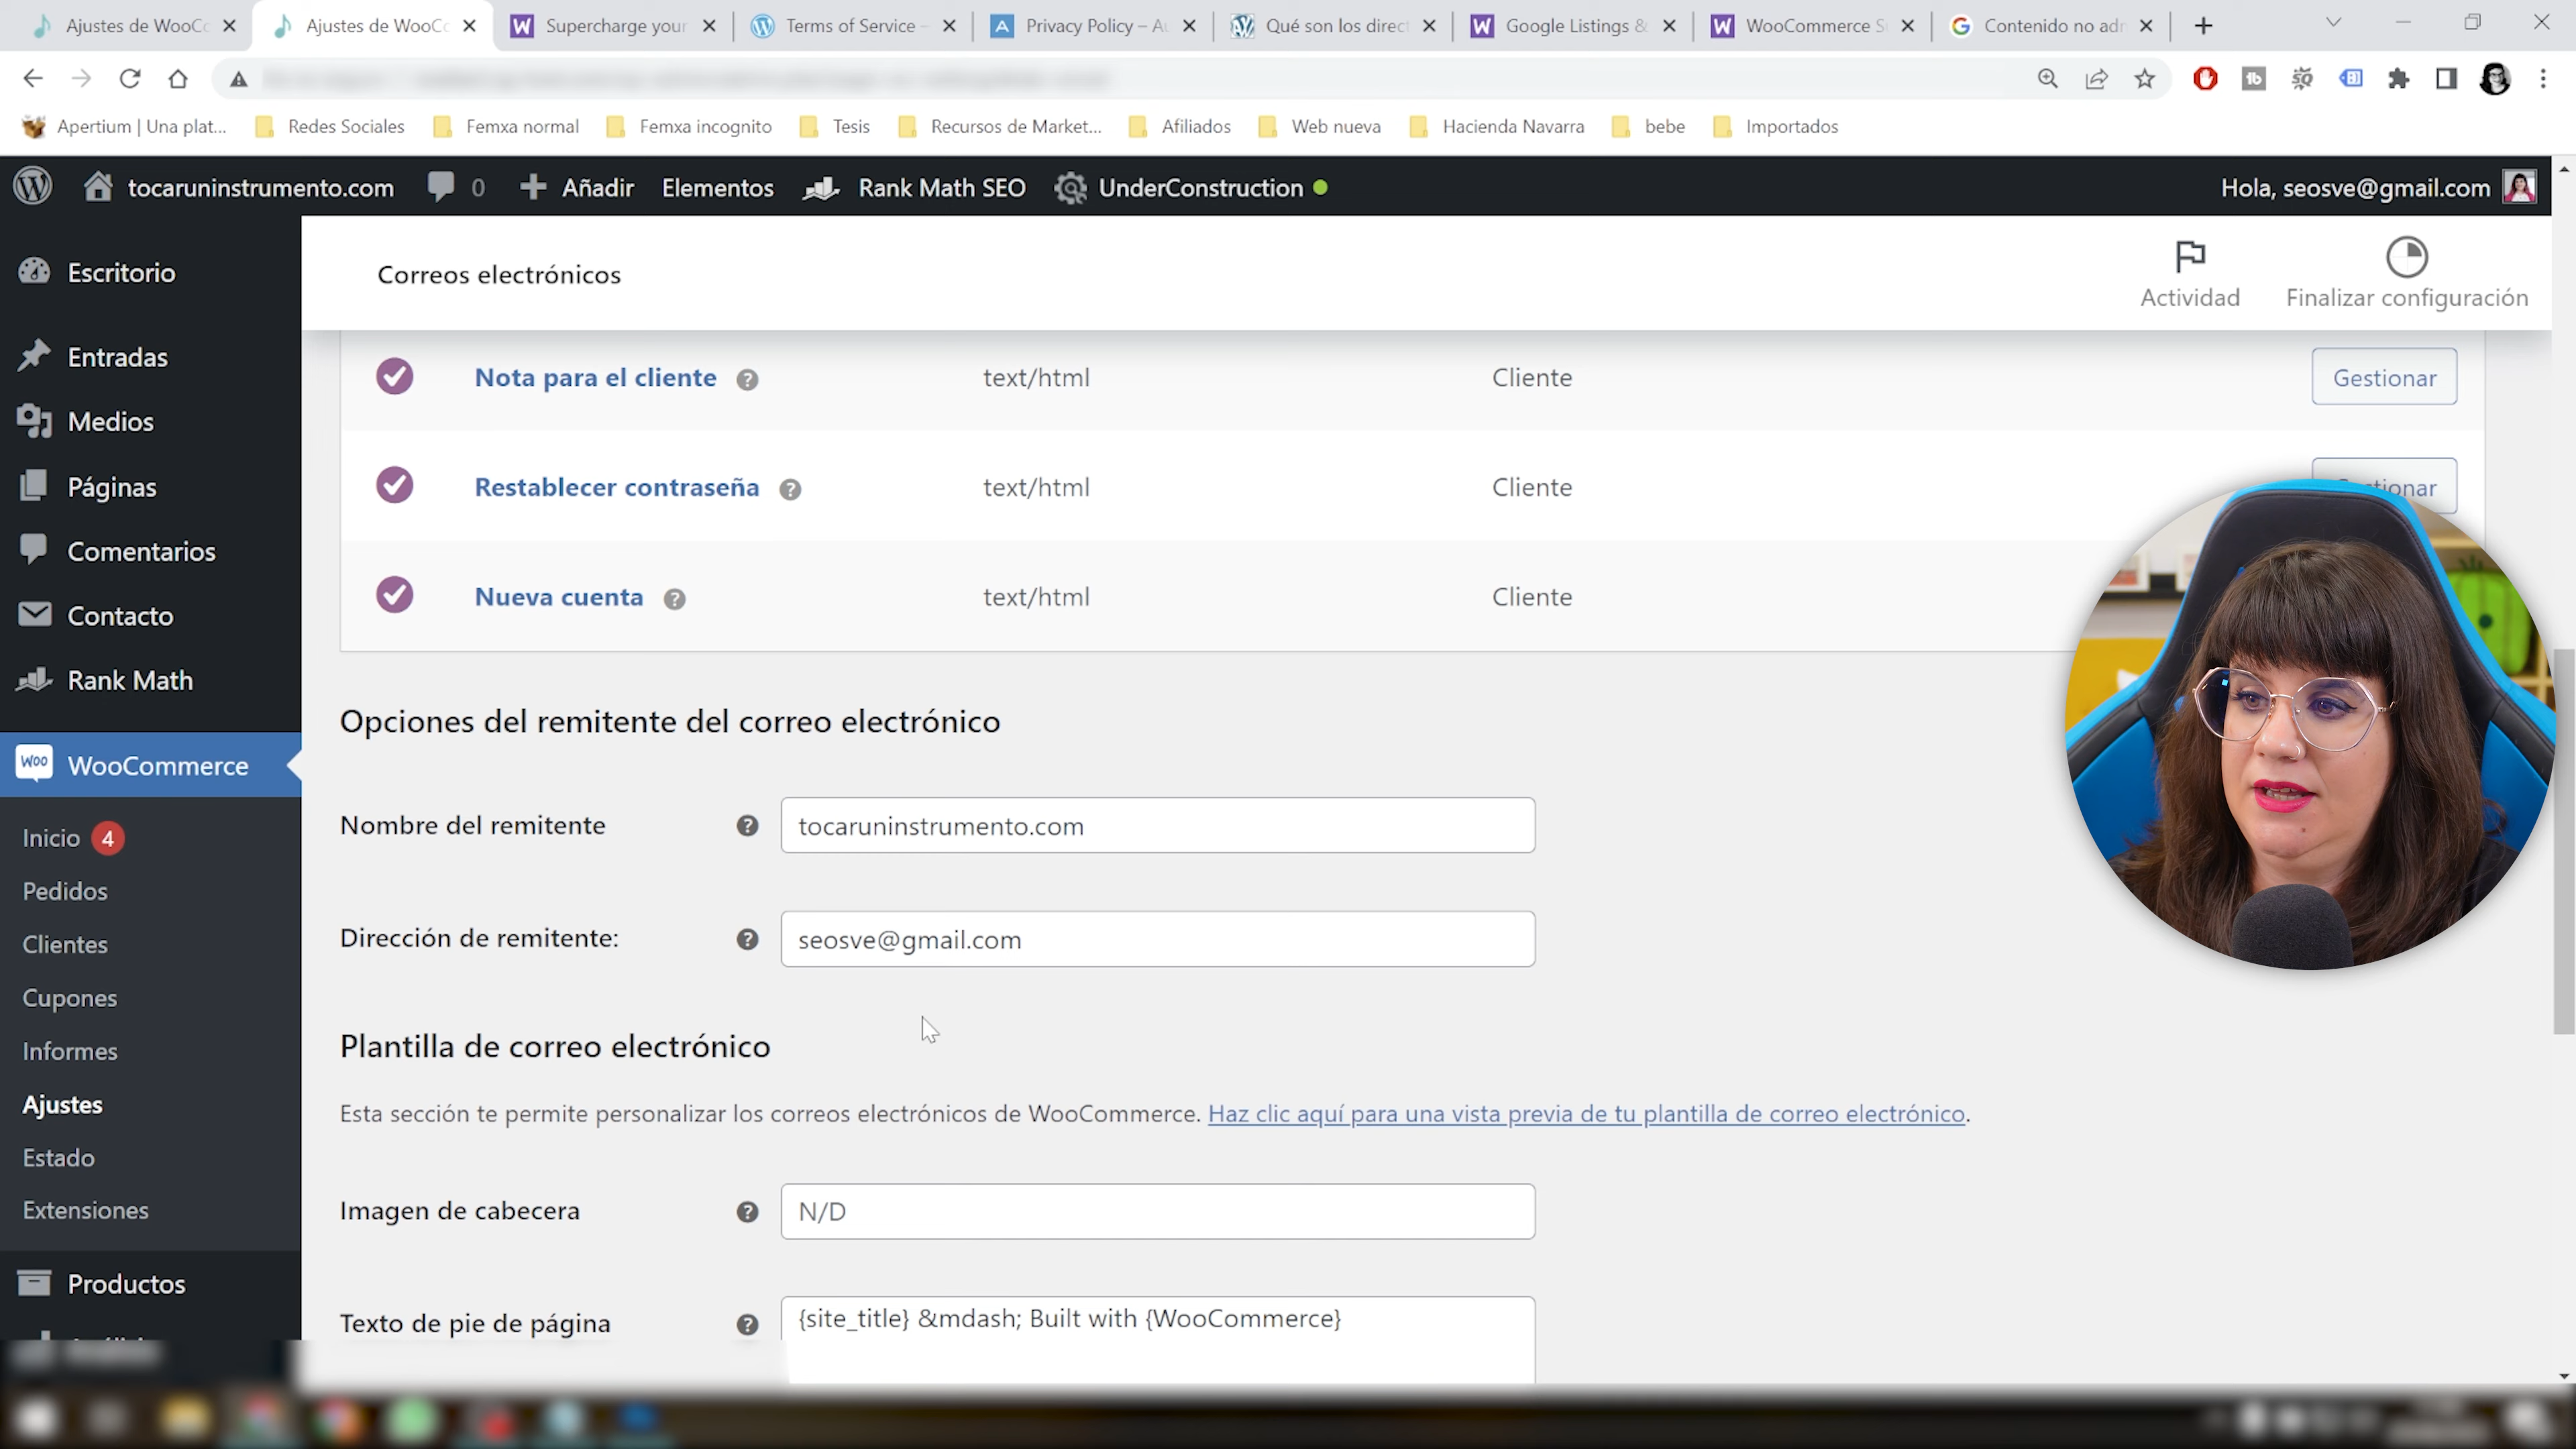 Ajustes de WooCo
Ajustes de WooCo
Supercharge your
Terms of Service –
Privacy Policy – Au
Qué son los direct
Google Listings &
WooCommerce S
Contenido no adm
Apertium | Una plat...
Redes Sociales
Femxa normal
Femxa incognito
Tesis
Recursos de Market...
Afiliados
Web nueva
Hacienda Navarra
bebe
Importados
tocaruninstrumento.com
0
Añadir
Elementos
Rank Math SEO
UnderConstruction
Hola, seosve@gmail.com
Escritorio
Entradas
Medios
Páginas
Comentarios
Contacto
Rank Math
WooCommerce
Inicio 4
Pedidos
Clientes
Cupones
Informes
Ajustes
Estado
Extensiones
Productos
Correos electrónicos
Actividad
Finalizar configuración
Nota para el cliente
text/html
Cliente
Gestionar
Restablecer contraseña
text/html
Cliente
Nueva cuenta
text/html
Cliente
Opciones del remitente del correo electrónico
Nombre del remitente
tocaruninstrumento.com
Dirección de remitente:
seosve@gmail.com
Plantilla de correo electrónico
Esta sección te permite personalizar los correos electrónicos de WooCommerce. Haz clic aquí para una vista previa de tu plantilla de correo electrónico.
Imagen de cabecera
N/D
Texto de pie de página
{site_title} &mdash; Built with {WooCommerce}